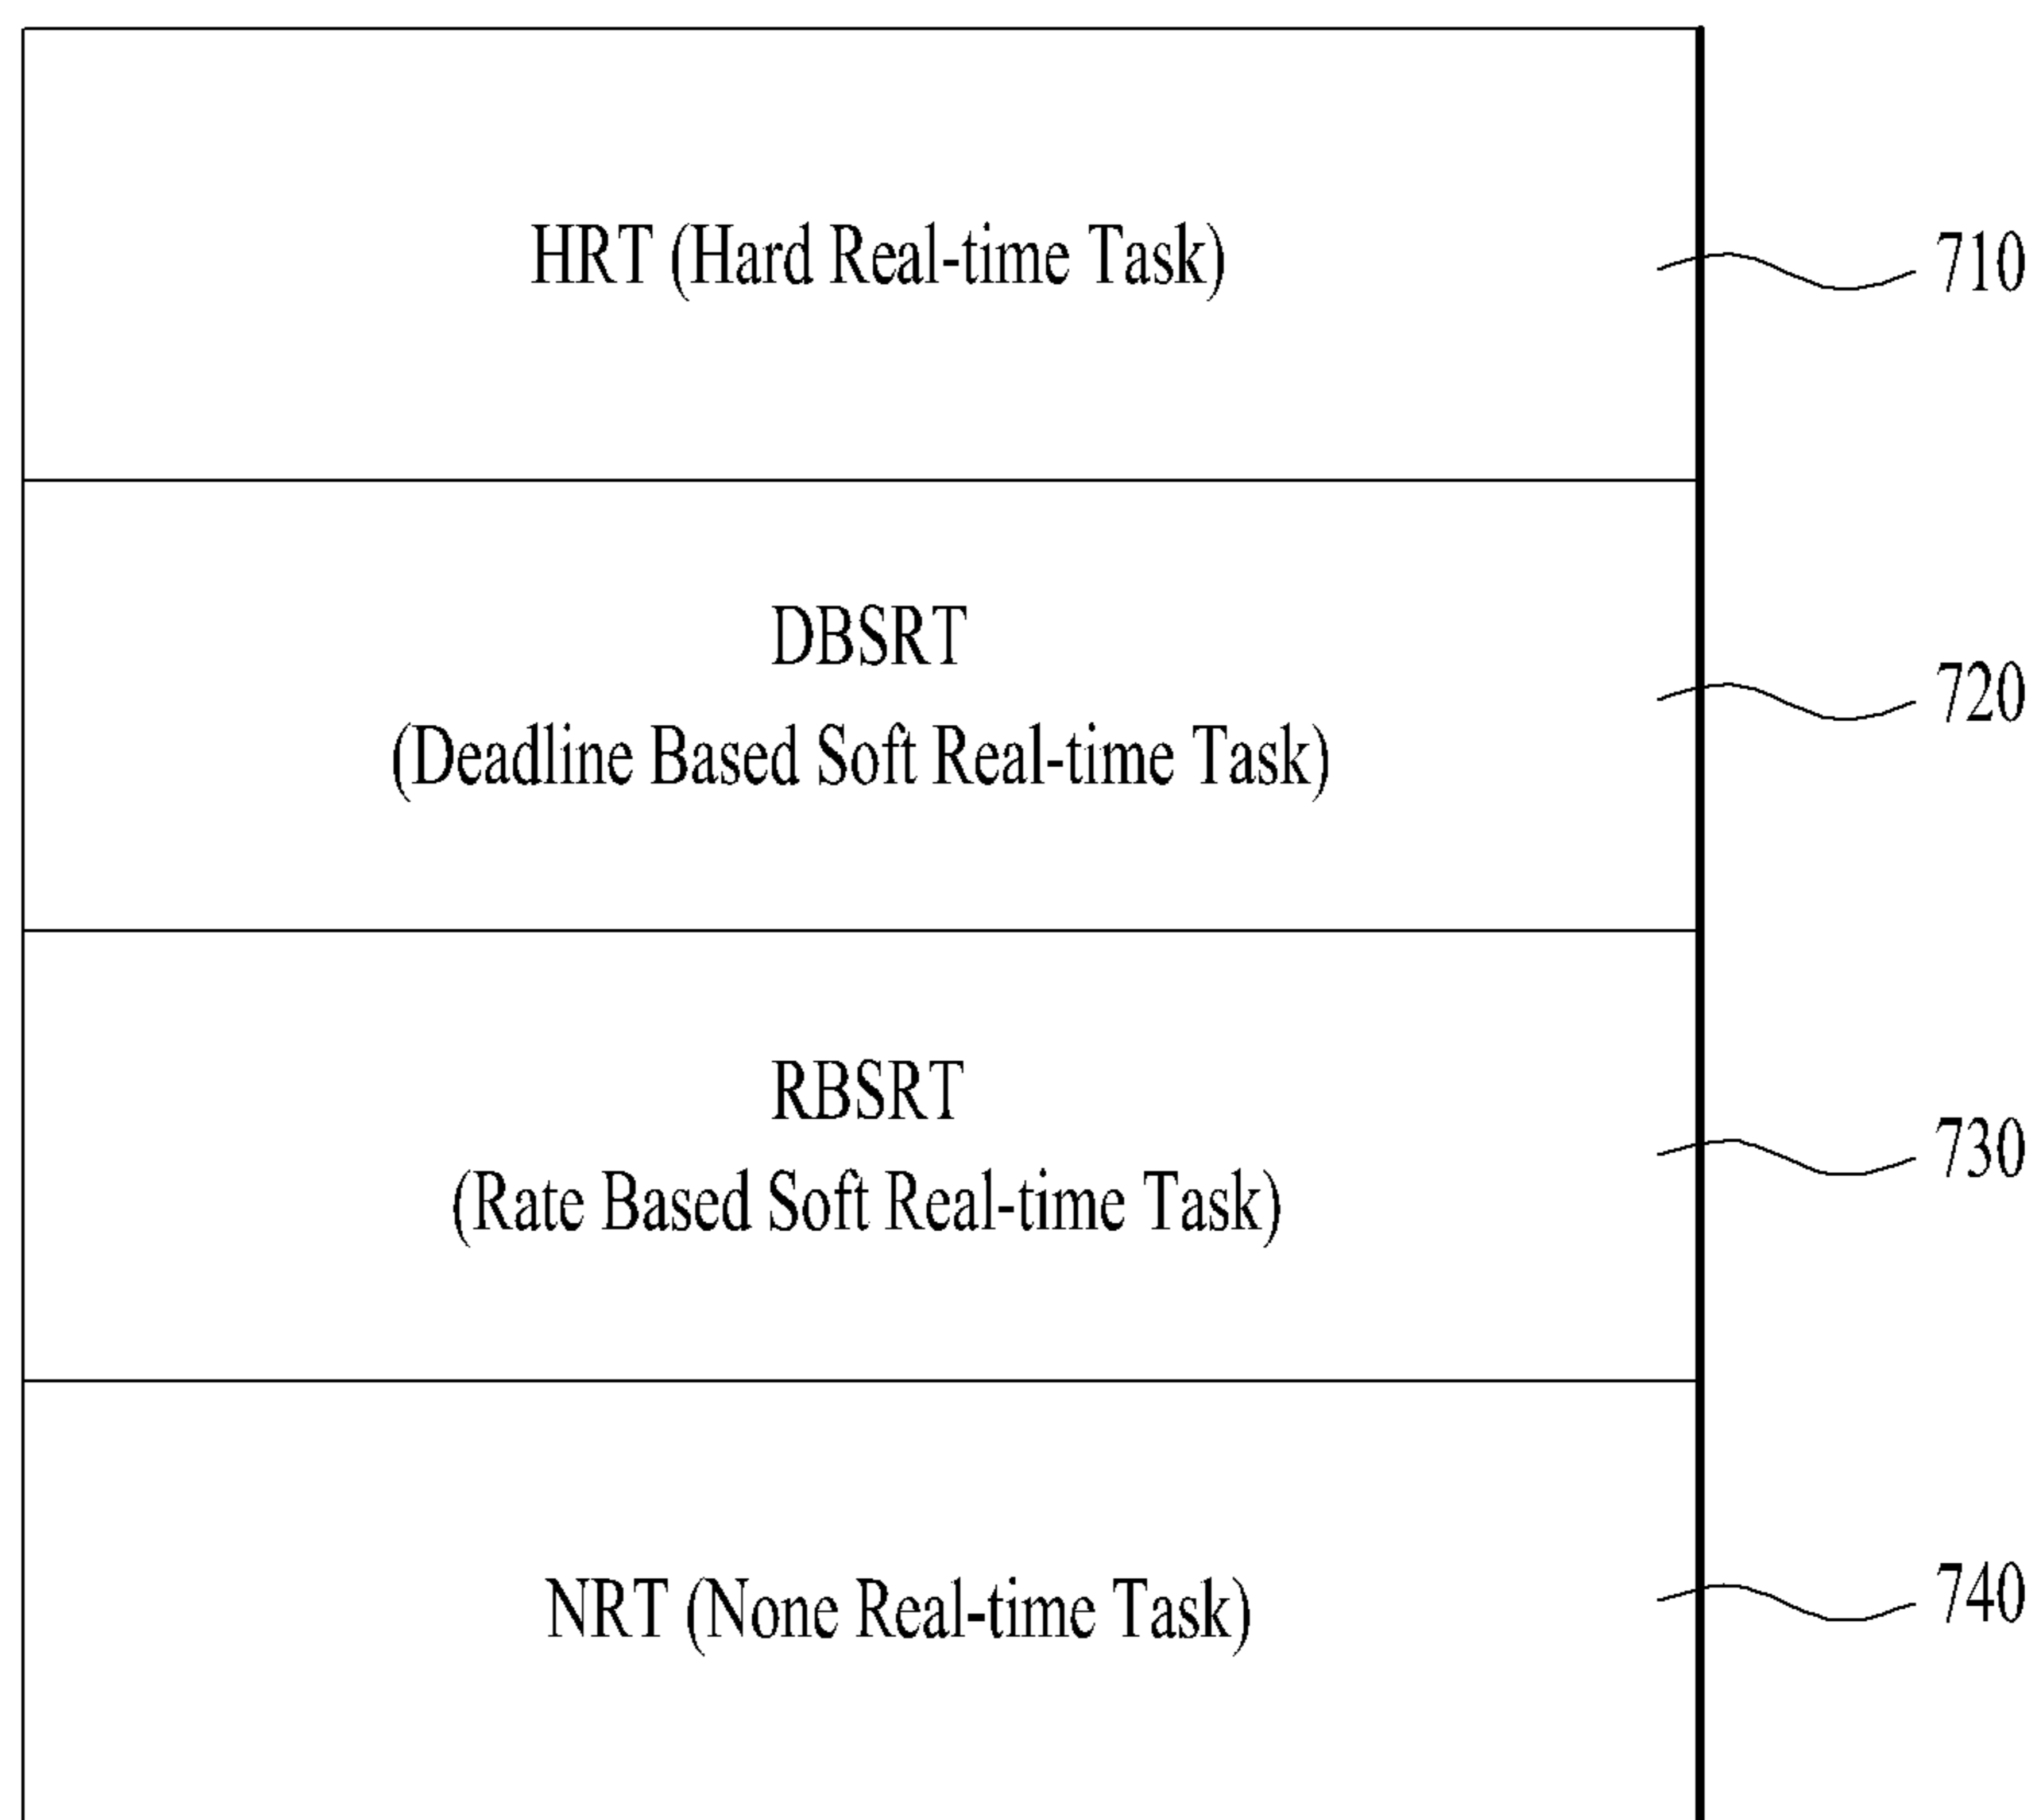 HRT (Hard Real-time Task)
710
DBSRT
(Deadline Based Soft Real-time Task)
720
RBSRT
(Rate Based Soft Real-time Task)
730
NRT (None Real-time Task)
740